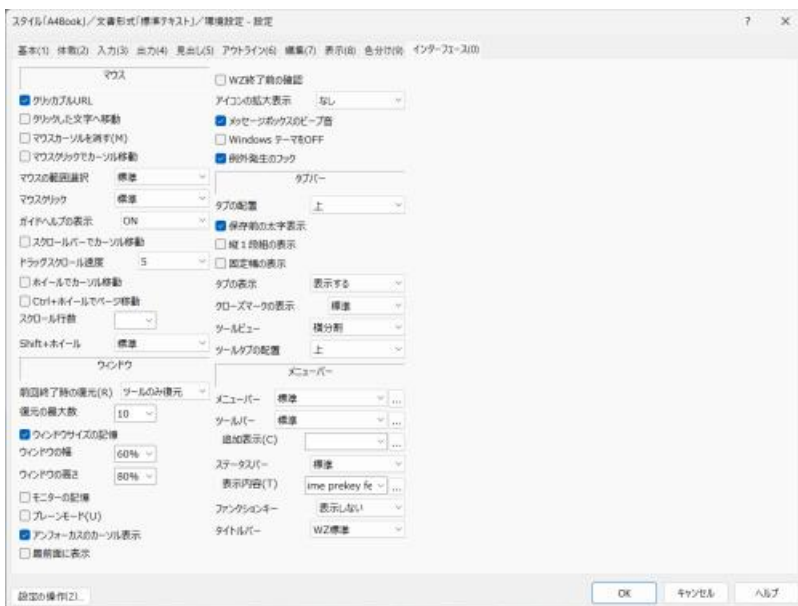 スタイル「A4Book」／文書形式「標準テキスト」／環境設定 - 設定
? ×
基本(1) 体裁(2) 入力(3) 出力(4) 見出し(5) アウトライン(6) 編集(7) 表示(8) 色分け(9) インターフェース(0)
マウス
クリッカブルURL
クリックした文字へ移動
マウスカーソルを消す(M)
マウスクリックでカーソル移動
マウスの範囲選択 標準
マウスクリック 標準
ガイドヘルプの表示 ON
スクロールバーでカーソル移動
ドラッグスクロール速度 5
ホイールでカーソル移動
Ctrl+ホイールでページ移動
スクロール行数
Shift+ホイール 標準
ウィンドウ
前回終了時の復元(R) ツールのみ復元
復元の最大数 10
ウィンドウサイズの記憶
ウィンドウの幅 60%
ウィンドウの高さ 80%
モニターの記憶
プレーンモード(U)
アンフォーカスのカーソル表示
最前面に表示
WZ終了前の確認
アイコンの拡大表示 なし
メッセージボックスのビープ音
Windows テーマをOFF
例外発生のフック
タブバー
タブの配置 上
保存前の太字表示
縦１段組の表示
固定幅の表示
タブの表示 表示する
クローズマークの表示 標準
ツールビュー 横分割
ツールタブの配置 上
メニューバー
メニューバー 標準 ...
ツールバー 標準 ...
追加表示(C) ...
ステータスバー 標準
表示内容(T) ime prekey fe ...
ファンクションキー 表示しない
タイトルバー WZ標準
設定の操作(Z)...
OK キャンセル ヘルプ